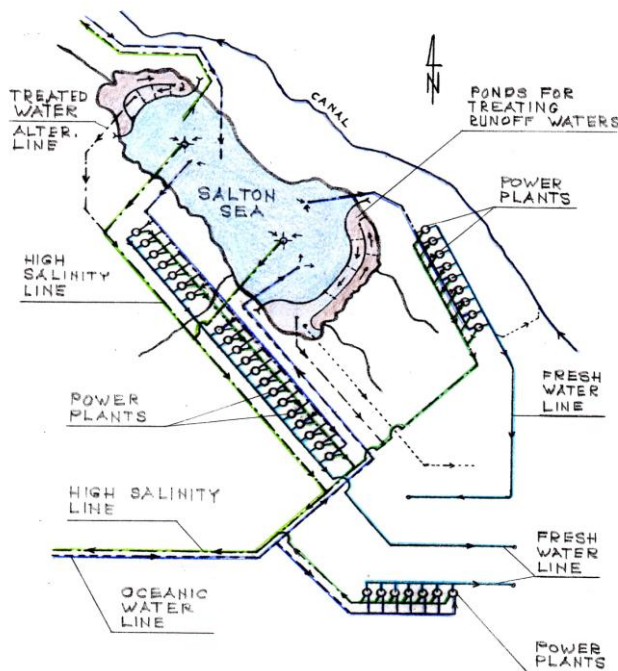 N
CANAL
TREATED
WATER
ALTER.
LINE
PONDS FOR
TREATING
RUNOFF WATERS
SALTON
SEA
POWER
PLANTS
HIGH
SALINITY
LINE
POWER
PLANTS
FRESH
WATER
LINE
HIGH SALINITY
LINE
FRESH
WATER
LINE
OCEANIC
WATER
LINE
POWER
PLANTS